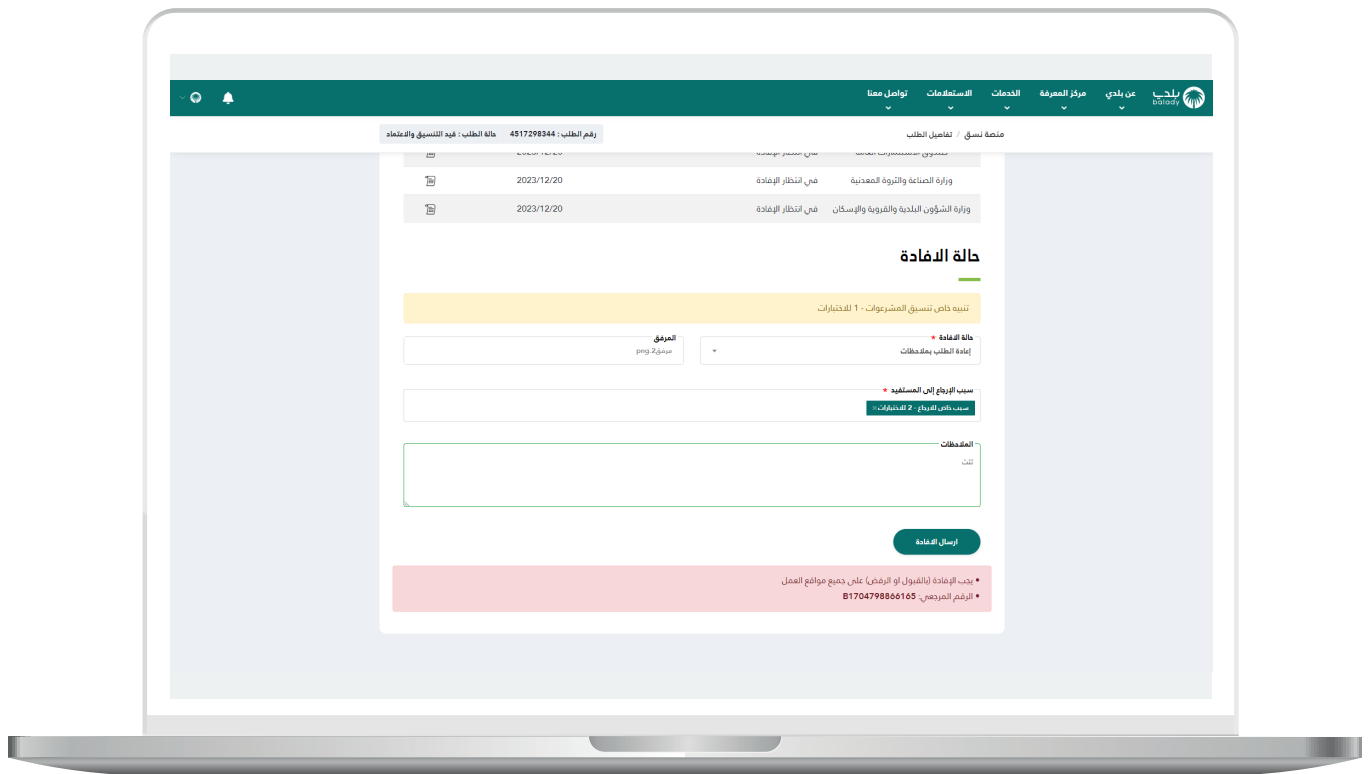 بلدي
balady
عن بلدي
مركز المعرفة
الخدمات
الاستعلامات
تواصل معنا
منصة نسق / تفاصيل الطلب
رقم الطلب : 4517298344 حالة الطلب : قيد التنسيق والاعتماد
وزارة الصناعة والثروة المعدنية في انتظار الإفادة 2023/12/20
وزارة الشؤون البلدية والقروية والإسكان في انتظار الإفادة 2023/12/20
حالة الافادة
تنبيه خاص تنسيق المشرعوات - 1 للاختبارات
حالة الافادة *
إعادة الطلب بملاحظات
المرفق
مرفق2.png
سبب الإرجاع إلى المستفيد *
سبب خاص للارجاع - 2 للاختبارات×
الملاحظات
تتت
ارسال الافادة
• يجب الإفادة (بالقبول او الرفض) على جميع مواقع العمل
• الرقم المرجعي: B1704798866165